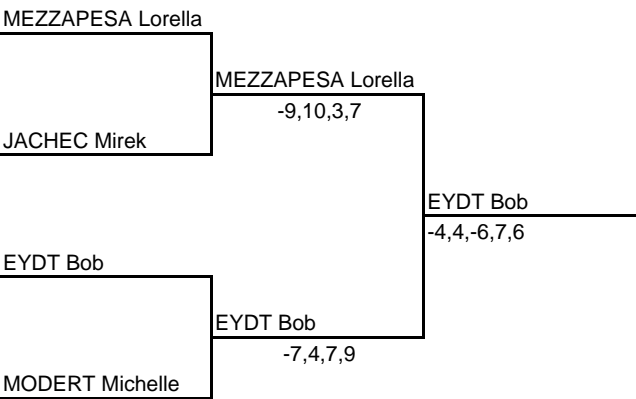 MEZZAPESA Lorella
MEZZAPESA Lorella
-9,10,3,7
JACHEC Mirek
EYDT Bob
-4,4,-6,7,6
EYDT Bob
EYDT Bob
-7,4,7,9
MODERT Michelle